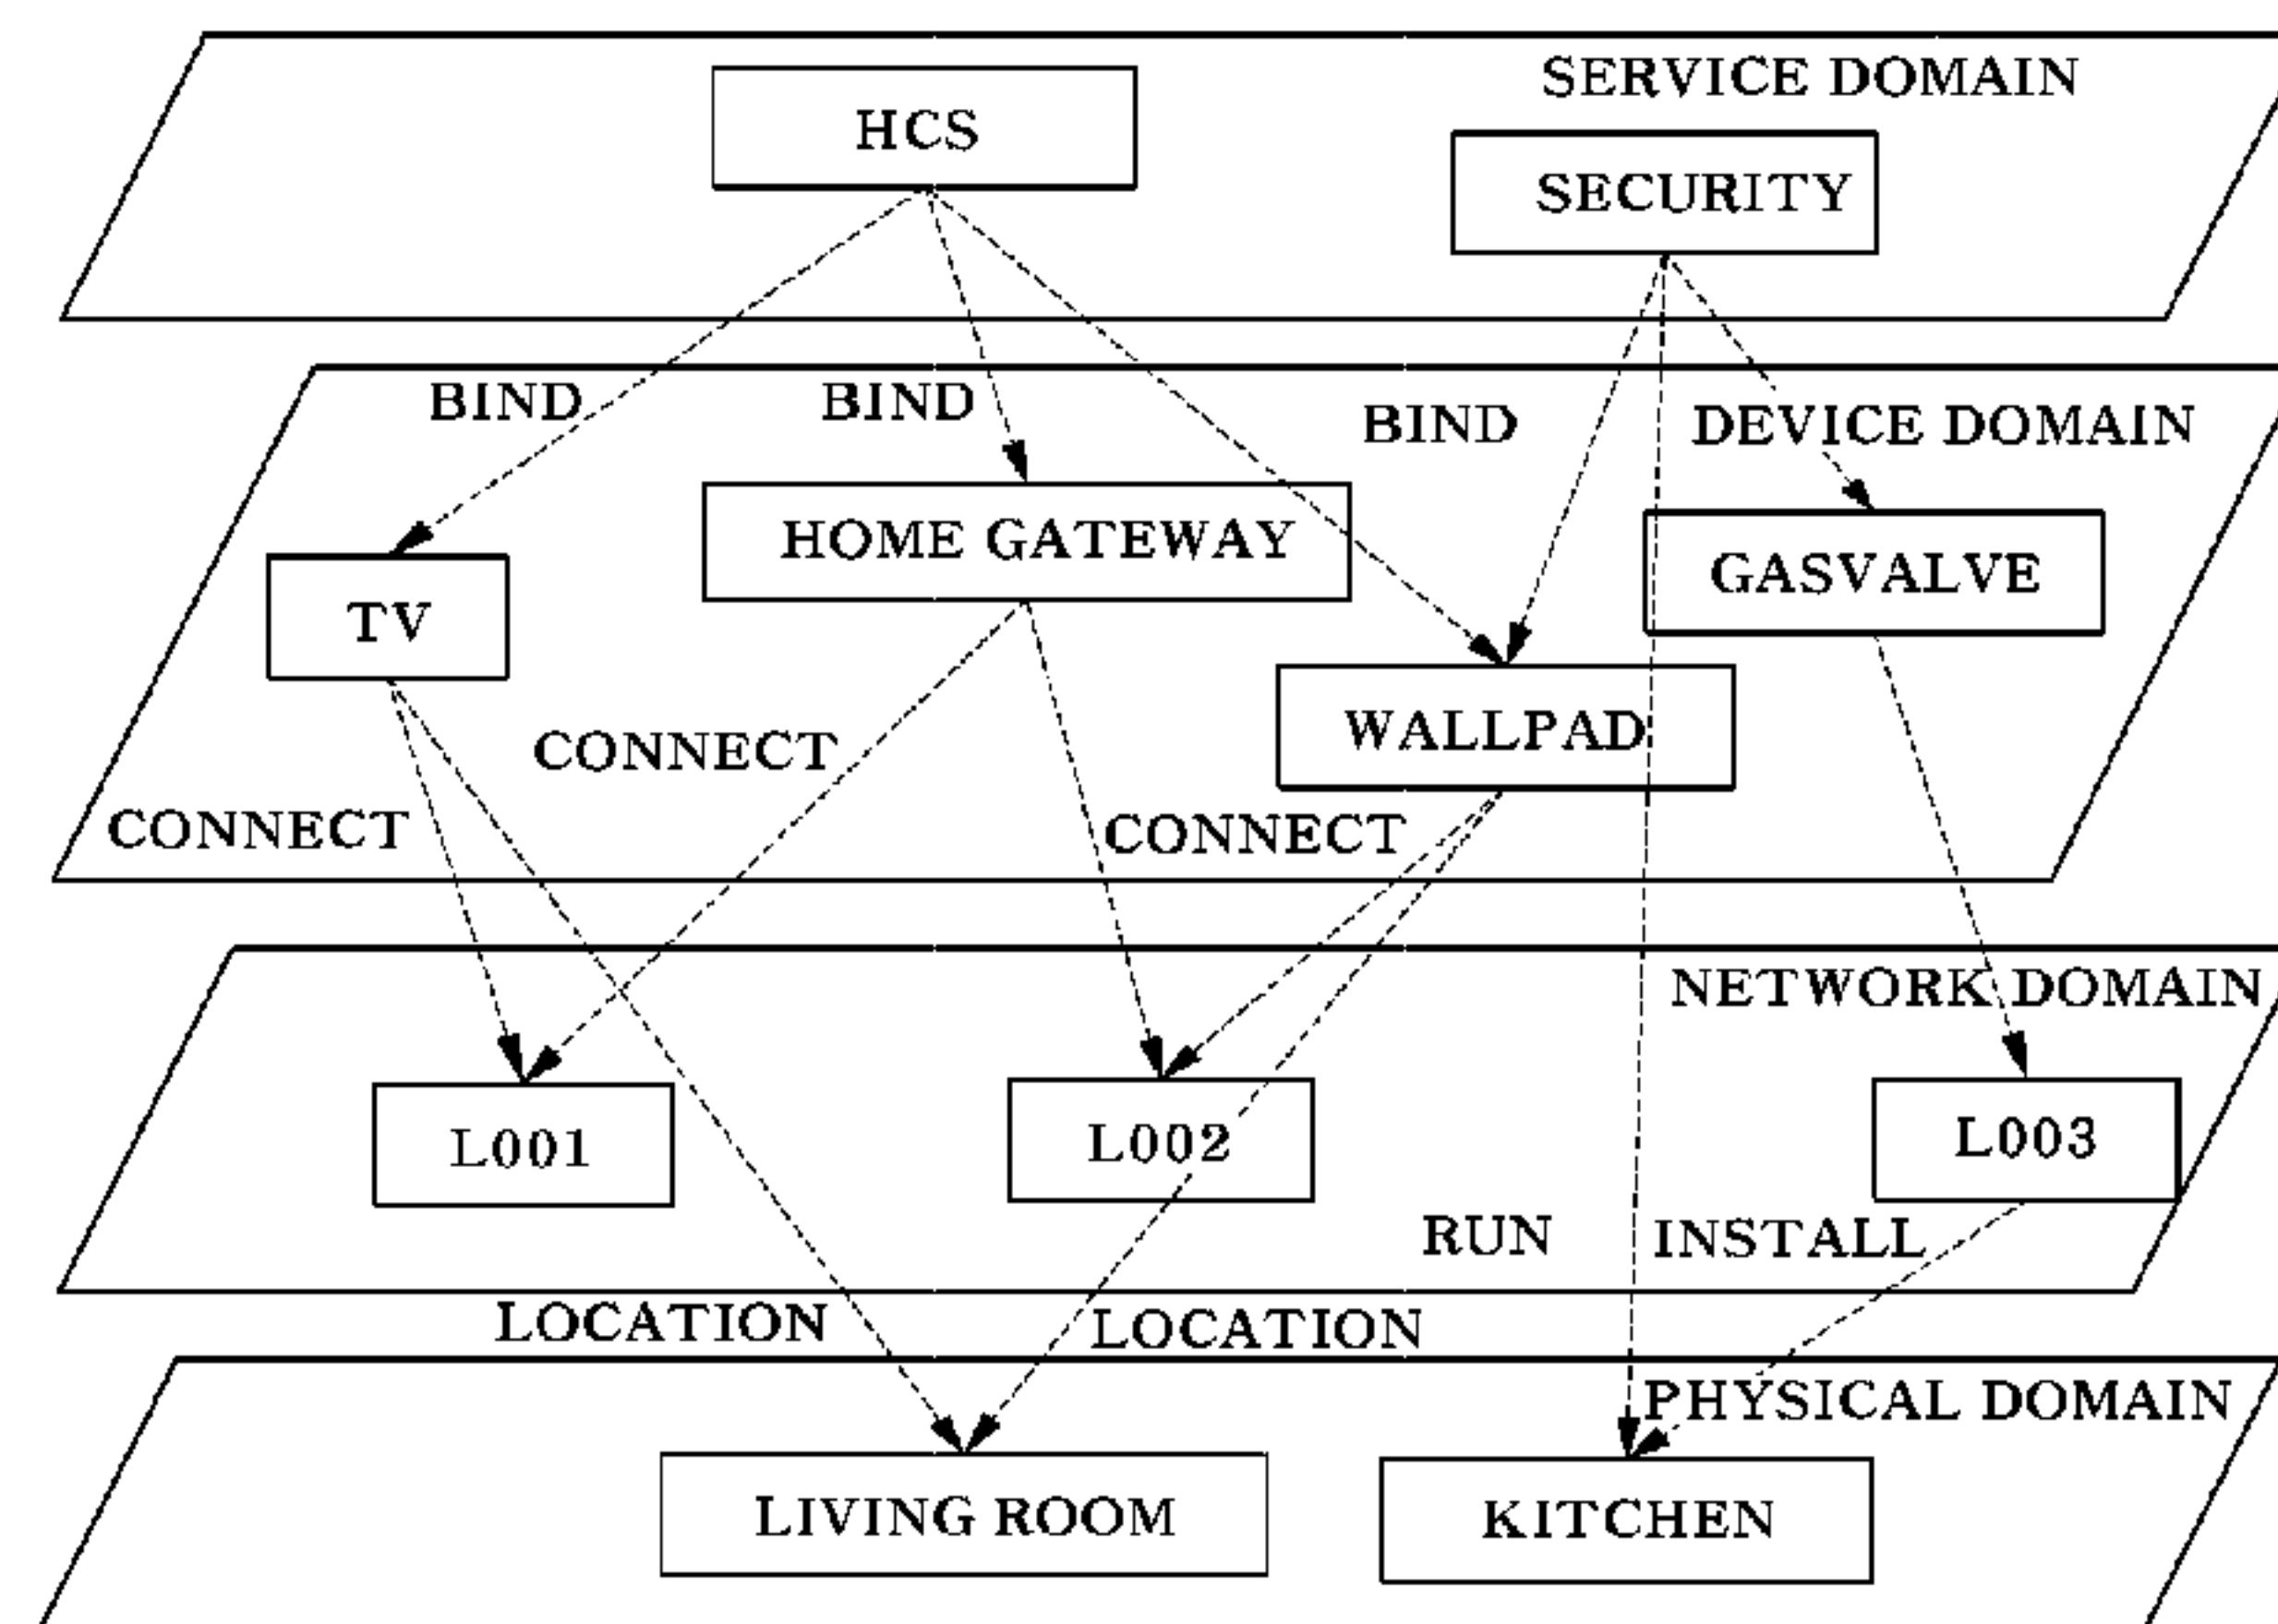 SERVICE DOMAIN
HCS
SECURITY
BIND
BIND
BIND
DEVICE DOMAIN
HOME GATEWAY
GASVALVE
TV
WALLPAD
CONNECT
CONNECT
CONNECT
NETWORK DOMAIN
L001
L002
L003
RUN
INSTALL
LOCATION
LOCATION
PHYSICAL DOMAIN
LIVING ROOM
KITCHEN